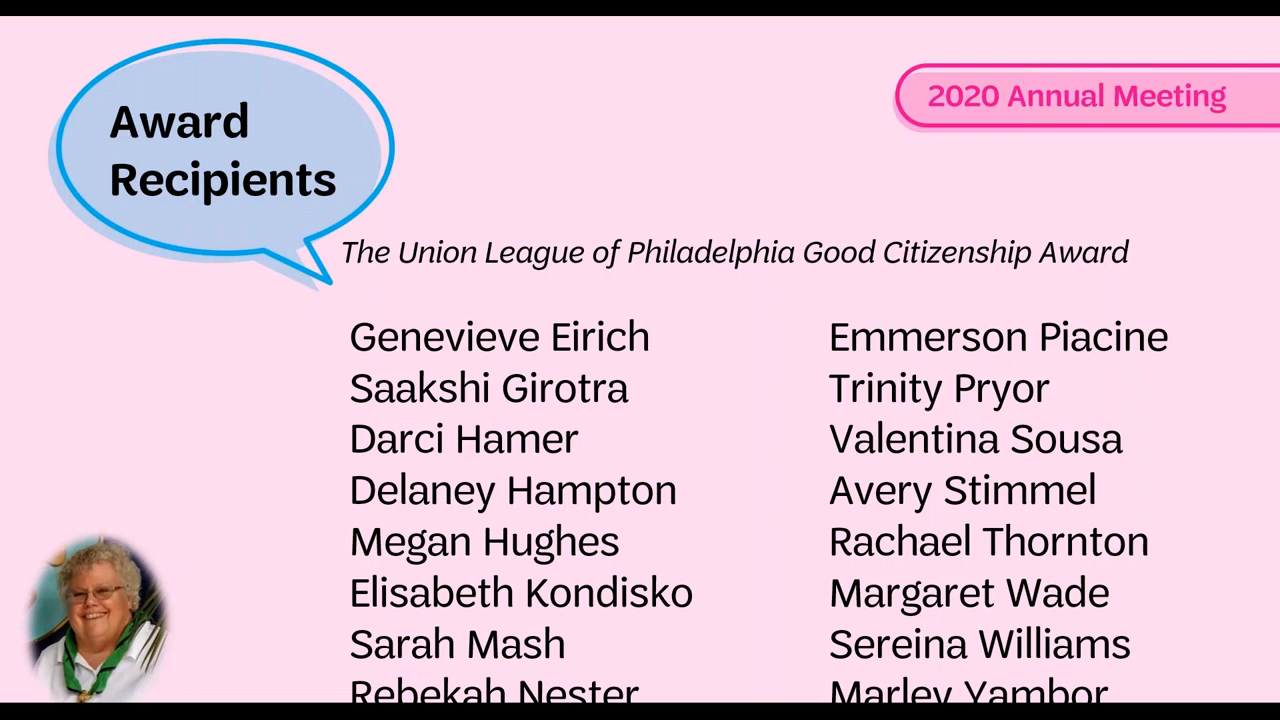 Award
Recipients
2020 Annual Meeting
The Union League of Philadelphia Good Citizenship Award
Genevieve Eirich
Saakshi Girotra
Darci Hamer
Delaney Hampton
Megan Hughes
Elisabeth Kondisko
Sarah Mash
Rebekah Nester
Emmerson Piacine
Trinity Pryor
Valentina Sousa
Avery Stimmel
Rachael Thornton
Margaret Wade
Sereina Williams
Marley Yambor